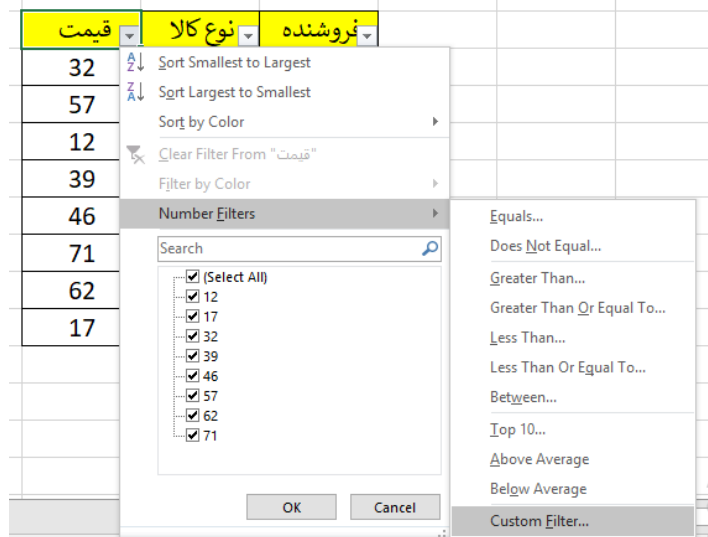 فروشنده نوع کالا قیمت
32
57
12
39
46
71
62
17
Sort Smallest to Largest
Sort Largest to Smallest
Sort by Color
Clear Filter From "قیمت"
Filter by Color
Number Filters
Search
(Select All)
12
17
32
39
46
57
62
71
OK Cancel
Equals...
Does Not Equal...
Greater Than...
Greater Than Or Equal To...
Less Than...
Less Than Or Equal To...
Between...
Top 10...
Above Average
Below Average
Custom Filter...